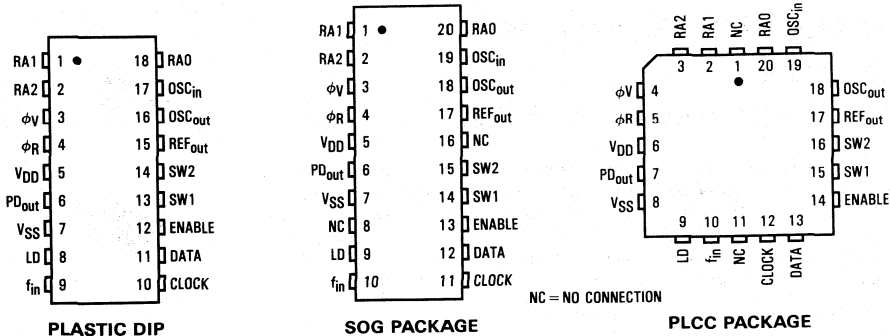 RA1 1 18 RA0
RA2 2 17 OSCin
ϕV 3 16 OSCout
ϕR 4 15 REFout
VDD 5 14 SW2
PDout 6 13 SW1
VSS 7 12 ENABLE
LD 8 11 DATA
fin 9 10 CLOCK
PLASTIC DIP
RA1 1 20 RA0
RA2 2 19 OSCin
ϕV 3 18 OSCout
ϕR 4 17 REFout
VDD 5 16 NC
PDout 6 15 SW2
VSS 7 14 SW1
NC 8 13 ENABLE
LD 9 12 DATA
fin 10 11 CLOCK
SOG PACKAGE
RA2 RA1 NC RA0 OSCin
3 2 1 20 19
ϕV 4 18 OSCout
ϕR 5 17 REFout
VDD 6 16 SW2
PDout 7 15 SW1
VSS 8 14 ENABLE
9 10 11 12 13
LD fin NC CLOCK DATA
NC = NO CONNECTION
PLCC PACKAGE